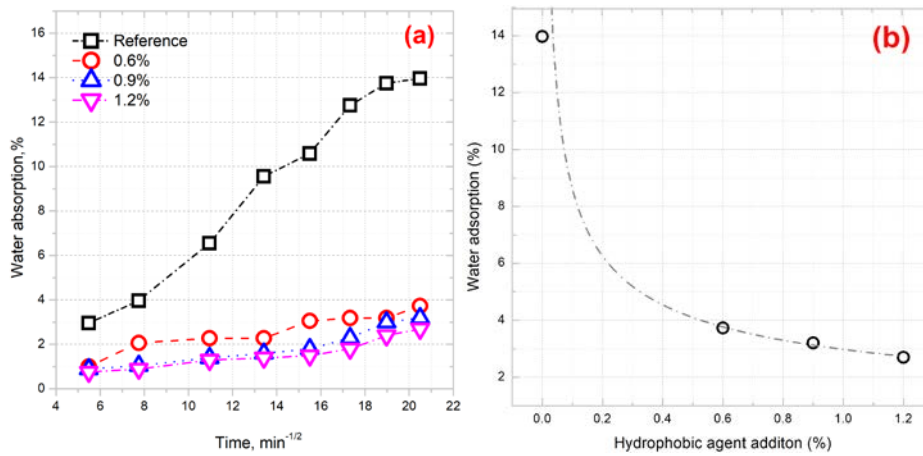 (a)
Reference
0.6%
0.9%
1.2%
16
14
12
10
8
6
4
2
0
Water absorption,%
4 6 8 10 12 14 16 18 20 22
Time, min-1/2
(b)
14
12
10
8
6
4
2
Water adsorption (%)
0.0 0.2 0.4 0.6 0.8 1.0 1.2
Hydrophobic agent additon (%)